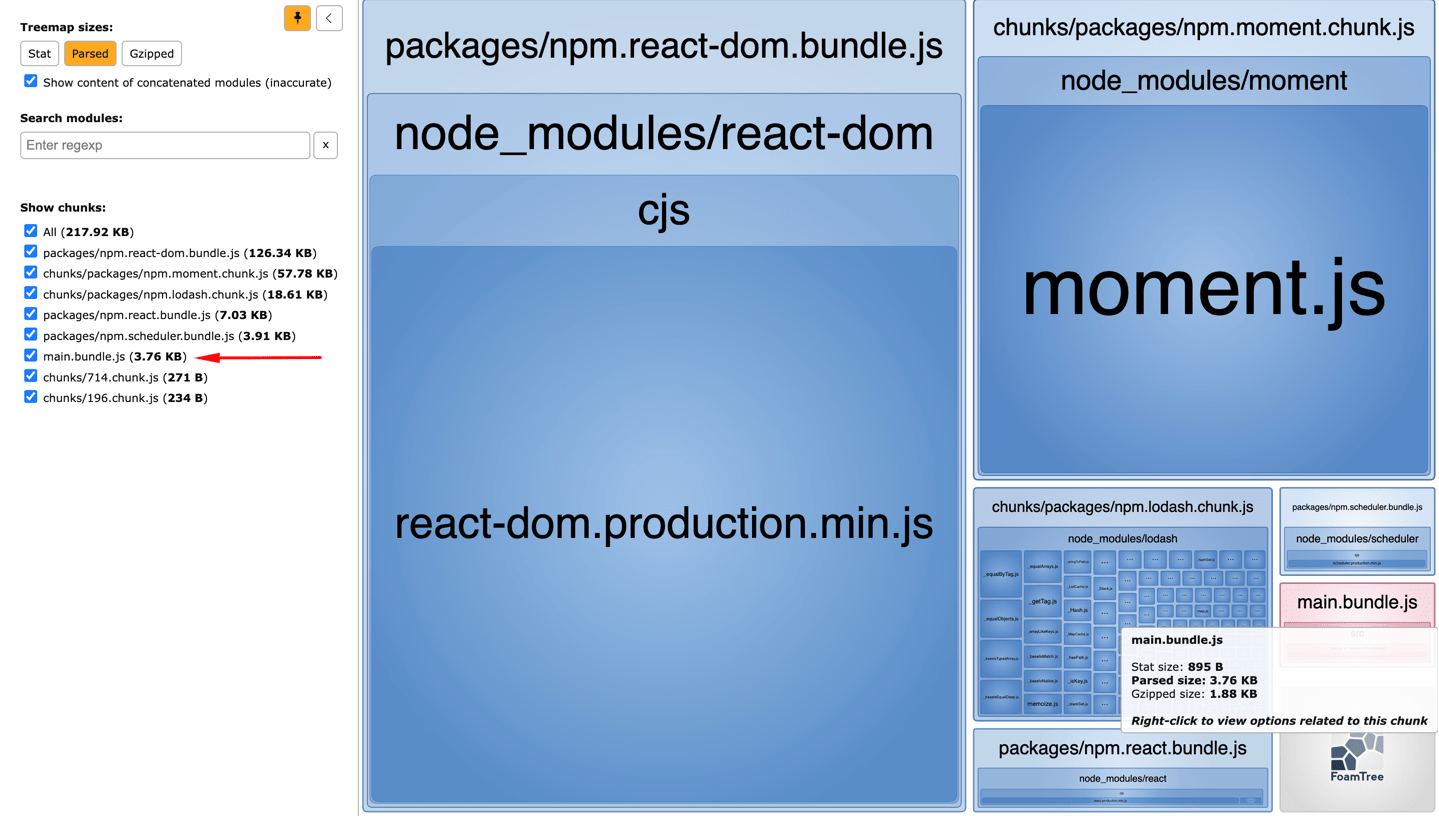 Treemap sizes:
Stat
Parsed
Gzipped
Show content of concatenated modules (inaccurate)
Search modules:
Enter regexp
x
Show chunks:
All (217.92 KB)
packages/npm.react-dom.bundle.js (126.34 KB)
chunks/packages/npm.moment.chunk.js (57.78 KB)
chunks/packages/npm.lodash.chunk.js (18.61 KB)
packages/npm.react.bundle.js (7.03 KB)
packages/npm.scheduler.bundle.js (3.91 KB)
main.bundle.js (3.76 KB)
chunks/714.chunk.js (271 B)
chunks/196.chunk.js (234 B)
packages/npm.react-dom.bundle.js
node_modules/react-dom
cjs
react-dom.production.min.js
chunks/packages/npm.moment.chunk.js
node_modules/moment
moment.js
chunks/packages/npm.lodash.chunk.js
node_modules/lodash
_equalByTag.js
_equalArrays.js
_getTag.js
_Hash.js
_equalObjects.js
_isKey.js
memoize.js
packages/npm.scheduler.bundle.js
node_modules/scheduler
cjs
scheduler.production.min.js
main.bundle.js
src
main.bundle.js
Stat size: 895 B
Parsed size: 3.76 KB
Gzipped size: 1.88 KB
Right-click to view options related to this chunk
packages/npm.react.bundle.js
node_modules/react
cjs
react.production.min.js
FoamTree